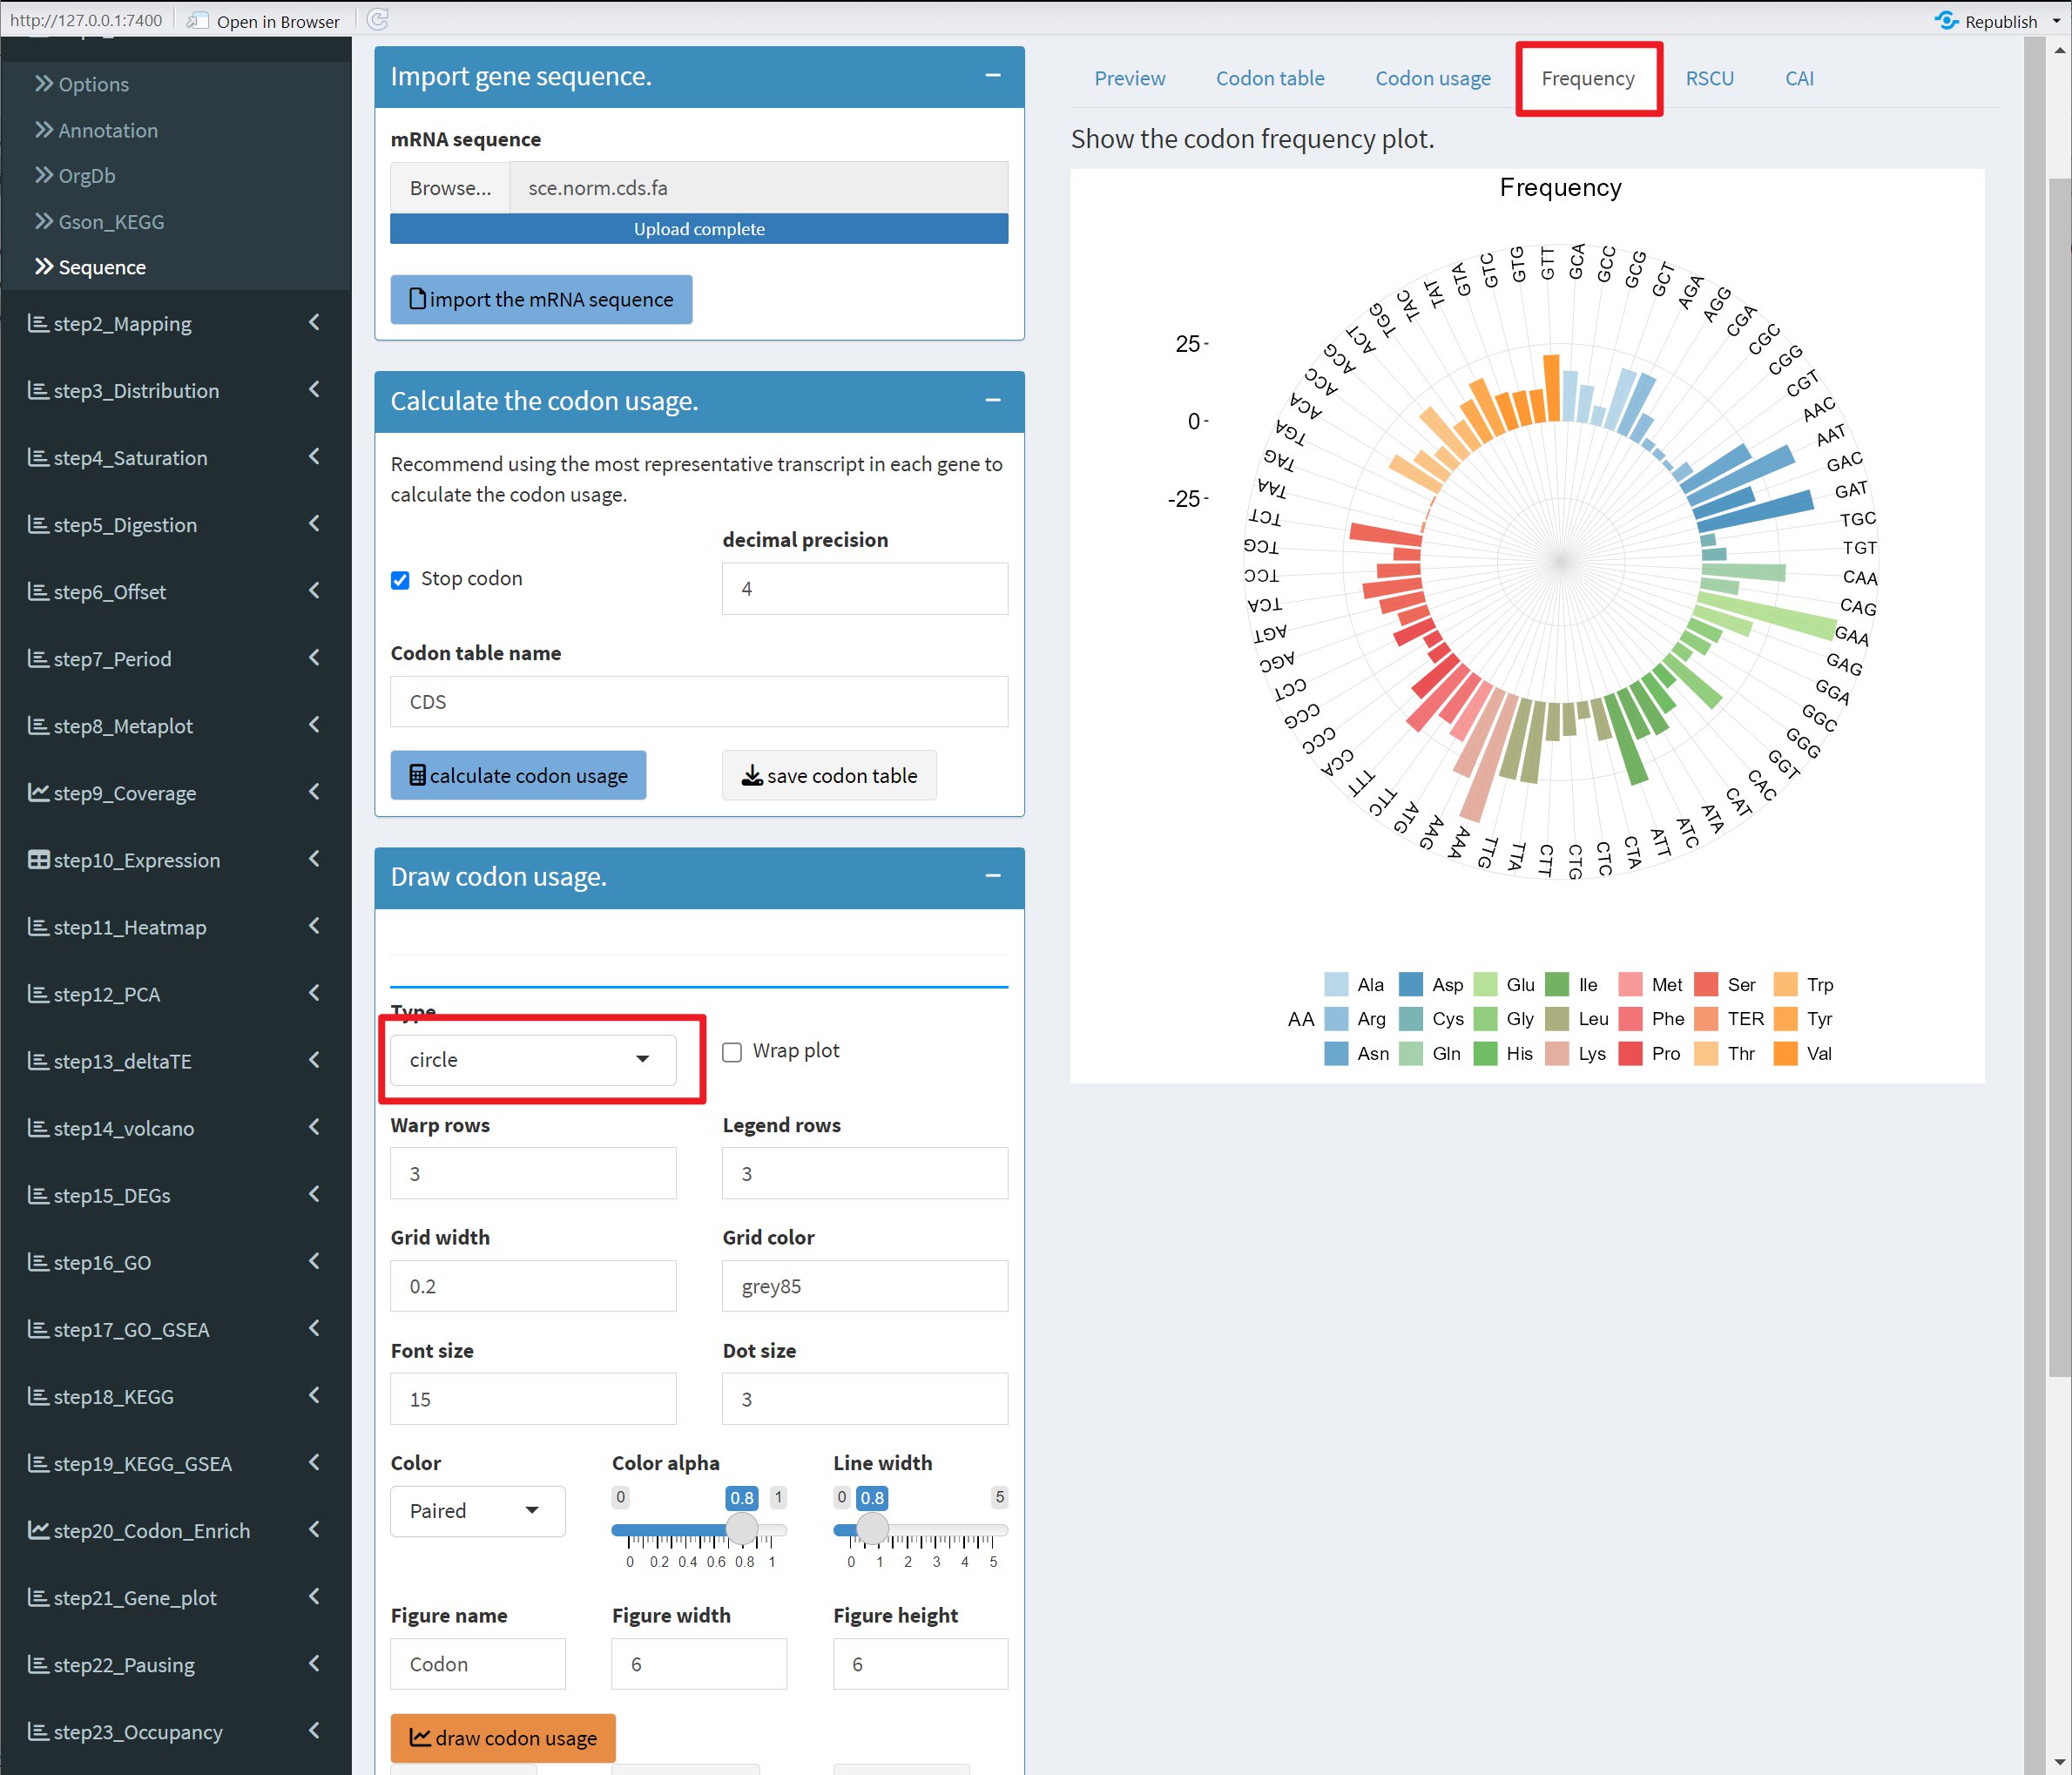 http://127.0.0.1:7400
Open in Browser
Republish
Options
Annotation
OrgDb
Gson_KEGG
Sequence
step2_Mapping
step3_Distribution
step4_Saturation
step5_Digestion
step6_Offset
step7_Period
step8_Metaplot
step9_Coverage
step10_Expression
step11_Heatmap
step12_PCA
step13_deltaTE
step14_volcano
step15_DEGs
step16_GO
step17_GO_GSEA
step18_KEGG
step19_KEGG_GSEA
step20_Codon_Enrich
step21_Gene_plot
step22_Pausing
step23_Occupancy
Import gene sequence.
mRNA sequence
Browse...
sce.norm.cds.fa
Upload complete
import the mRNA sequence
Calculate the codon usage.
Recommend using the most representative transcript in each gene to
calculate the codon usage.
Stop codon
decimal precision
4
Codon table name
CDS
calculate codon usage
save codon table
Draw codon usage.
Type
circle
Wrap plot
Warp rows
Legend rows
3
3
Grid width
Grid color
0.2
grey85
Font size
Dot size
15
3
Color
Color alpha
Line width
Paired
0 0.8 1
0 0.2 0.4 0.6 0.8 1
0 0.8 5
0 1 2 3 4 5
Figure name
Figure width
Figure height
Codon
6
6
draw codon usage
Preview
Codon table
Codon usage
Frequency
RSCU
CAI
Show the codon frequency plot.
Frequency
25
0
-25
GCA
GCC
GCG
GCT
AGA
AGG
CGA
CGC
CGG
CGT
AAC
AAT
GAC
GAT
TGC
TGT
CAA
CAG
GAA
GAG
GGA
GGC
GGG
GGT
CAC
CAT
ATA
ATC
ATT
CTA
CTC
CTG
CTT
TTA
TTG
AAA
AAG
ATG
TTC
TTT
CCA
CCC
CCG
CCT
AGC
AGT
TCA
TCC
TCG
TCT
TAA
TAG
TGA
ACA
ACC
ACG
ACT
TGG
TAC
TAT
GTA
GTC
GTG
GTT
AA
Ala Asp Glu Ile Met Ser Trp
Arg Cys Gly Leu Phe TER Tyr
Asn Gln His Lys Pro Thr Val